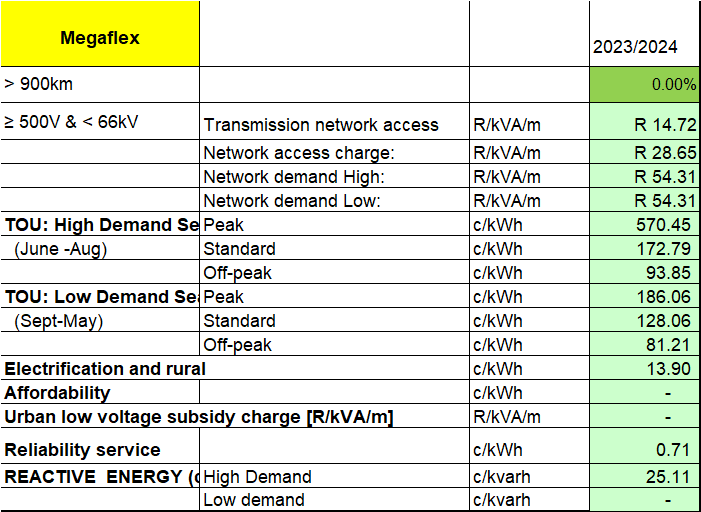 Megaflex 2023/2024
> 900km 0.00%
≥ 500V & < 66kV Transmission network access R/kVA/m R 14.72
Network access charge: R/kVA/m R 28.65
Network demand High: R/kVA/m R 54.31
Network demand Low: R/kVA/m R 54.31
TOU: High Demand Se Peak c/kWh 570.45
(June -Aug) Standard c/kWh 172.79
Off-peak c/kWh 93.85
TOU: Low Demand Sea Peak c/kWh 186.06
(Sept-May) Standard c/kWh 128.06
Off-peak c/kWh 81.21
Electrification and rural c/kWh 13.90
Affordability c/kWh -
Urban low voltage subsidy charge [R/kVA/m] R/kVA/m -
Reliability service c/kWh 0.71
REACTIVE ENERGY (c High Demand c/kvarh 25.11
Low demand c/kvarh -